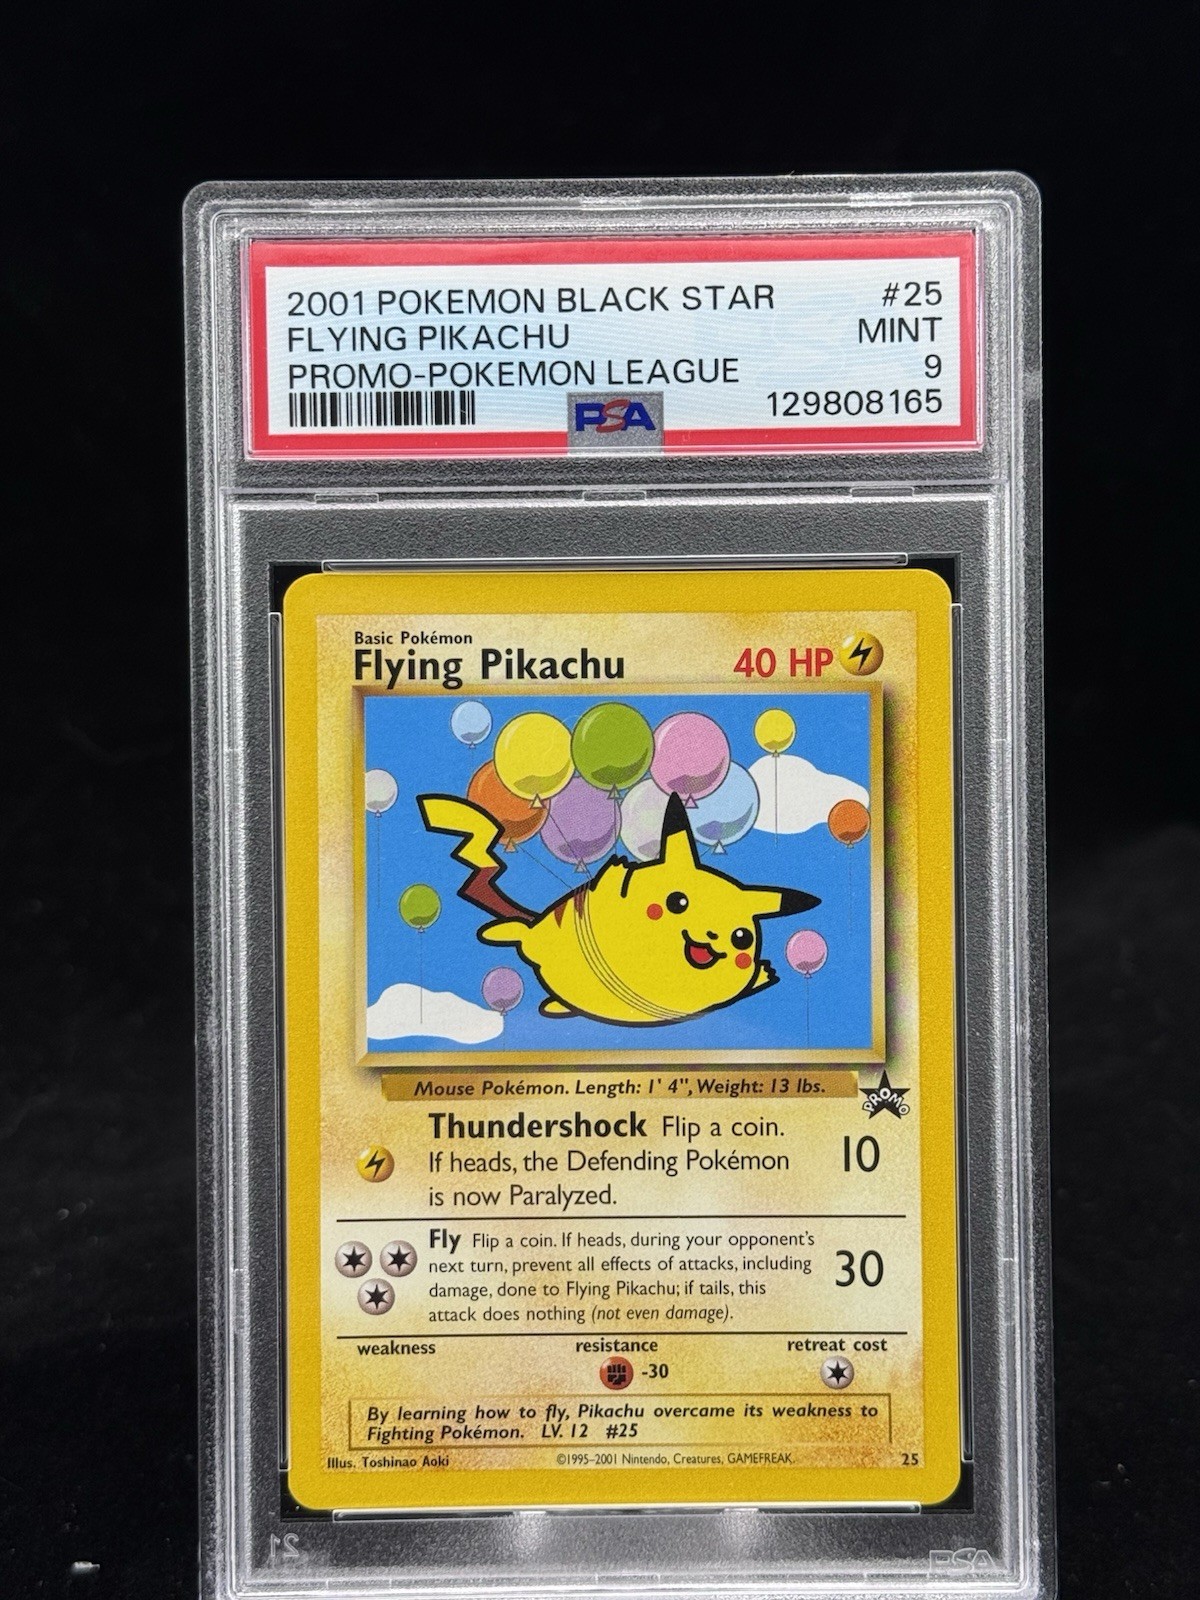 2001 POKEMON BLACK STAR #25
FLYING PIKACHU MINT
PROMO-POKEMON LEAGUE 9
PSA 129808165
Basic Pokémon
Flying Pikachu 40 HP
Mouse Pokémon. Length: 1' 4", Weight: 13 lbs.
PROMO
Thundershock Flip a coin.
If heads, the Defending Pokémon 10
is now Paralyzed.
Fly Flip a coin. If heads, during your opponent's
next turn, prevent all effects of attacks, including 30
damage, done to Flying Pikachu; if tails, this
attack does nothing (not even damage).
weakness resistance retreat cost
-30
By learning how to fly, Pikachu overcame its weakness to
Fighting Pokémon. LV. 12 #25
Illus. Toshinao Aoki ©1995–2001 Nintendo, Creatures, GAMEFREAK. 25
21 PSA